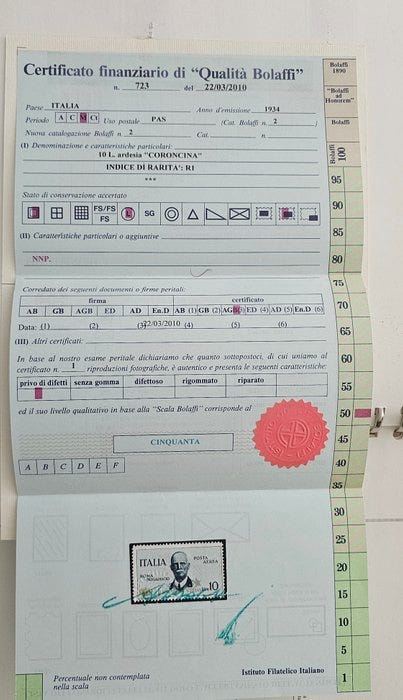 Certificato finanziario di "Qualità Bolaffi"
n. 723 del 22/03/2010
Paese ITALIA Anno d'emissione 1934
Periodo A C M Ct Uso postale PAS (Cat. Bolaffi n. 2 )
Nuova catalogazione Bolaffi n. 2 Cat. n.
(I) Denominazione e caratteristiche particolari:
10 L. ardesia "CORONCINA"
INDICE DI RARITA': R1
***
Stato di conservazione accertato
FS/FS FS L SG
(II) Caratteristiche particolari o aggiuntive
NNP.
Corredato dei seguenti documenti o firme peritali:
firma certificato
AB GB AGB ED AD En.D AB (1) GB (2) AGB(3) ED (4) AD (5) En.D (6)
Data: (1) (2) (3)22/03/2010 (4) (5) (6)
(III) Altri certificati:
In base al nostro esame peritale dichiariamo che quanto sottopostoci, di cui uniamo al
certificato n. 1 riproduzioni fotografiche, è autentico e presenta le seguenti caratteristiche:
privo di difetti senza gomma difettoso rigommato riparato
ed il suo livello qualitativo in base alla "Scala Bolaffi" corrisponde al
CINQUANTA
A B C D E F
ITALIA POSTA AEREA
ROMA MOGADISCIO
10
Percentuale non contemplata
nella scala
Istituto Filatelico Italiano
Bolaffi
1890
"Bolaffi
ad
Honorem"
Bolaffi
Bolaffi
100
95
90
85
80
75
70
65
60
55
50
45
40
35
30
25
20
15
10
5
1